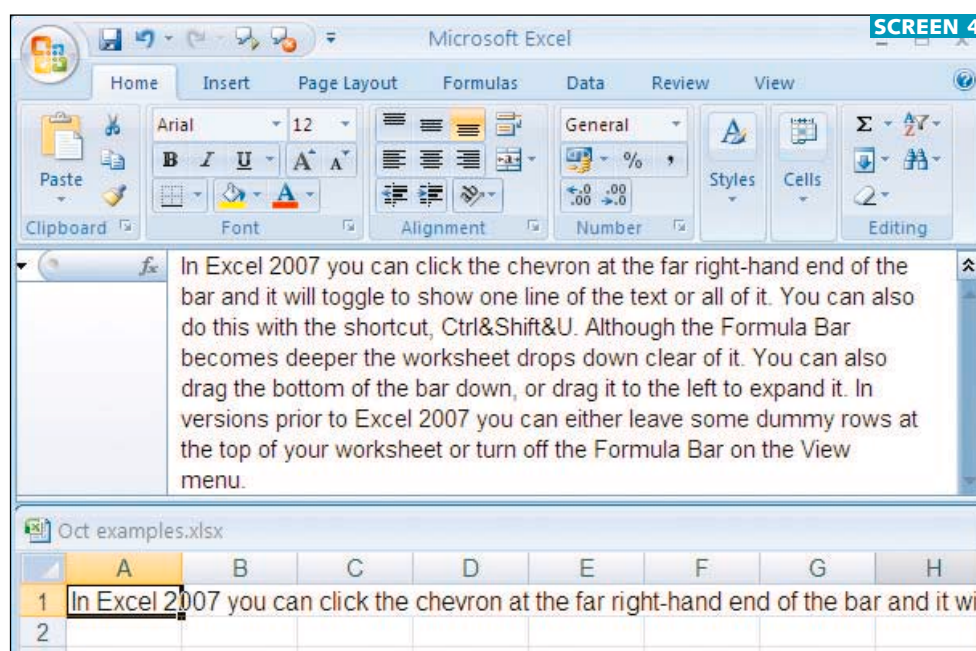 SCREEN 4
Microsoft Excel
Home Insert Page Layout Formulas Data Review View
Arial 12 General
B I U A A % ,
Paste Styles Cells
Clipboard Font Alignment Number Editing
fx In Excel 2007 you can click the chevron at the far right-hand end of the
bar and it will toggle to show one line of the text or all of it. You can also
do this with the shortcut, Ctrl&Shift&U. Although the Formula Bar
becomes deeper the worksheet drops down clear of it. You can also
drag the bottom of the bar down, or drag it to the left to expand it. In
versions prior to Excel 2007 you can either leave some dummy rows at
the top of your worksheet or turn off the Formula Bar on the View
menu.
Oct examples.xlsx
A B C D E F G H
1 In Excel 2007 you can click the chevron at the far right-hand end of the bar and it wi
2